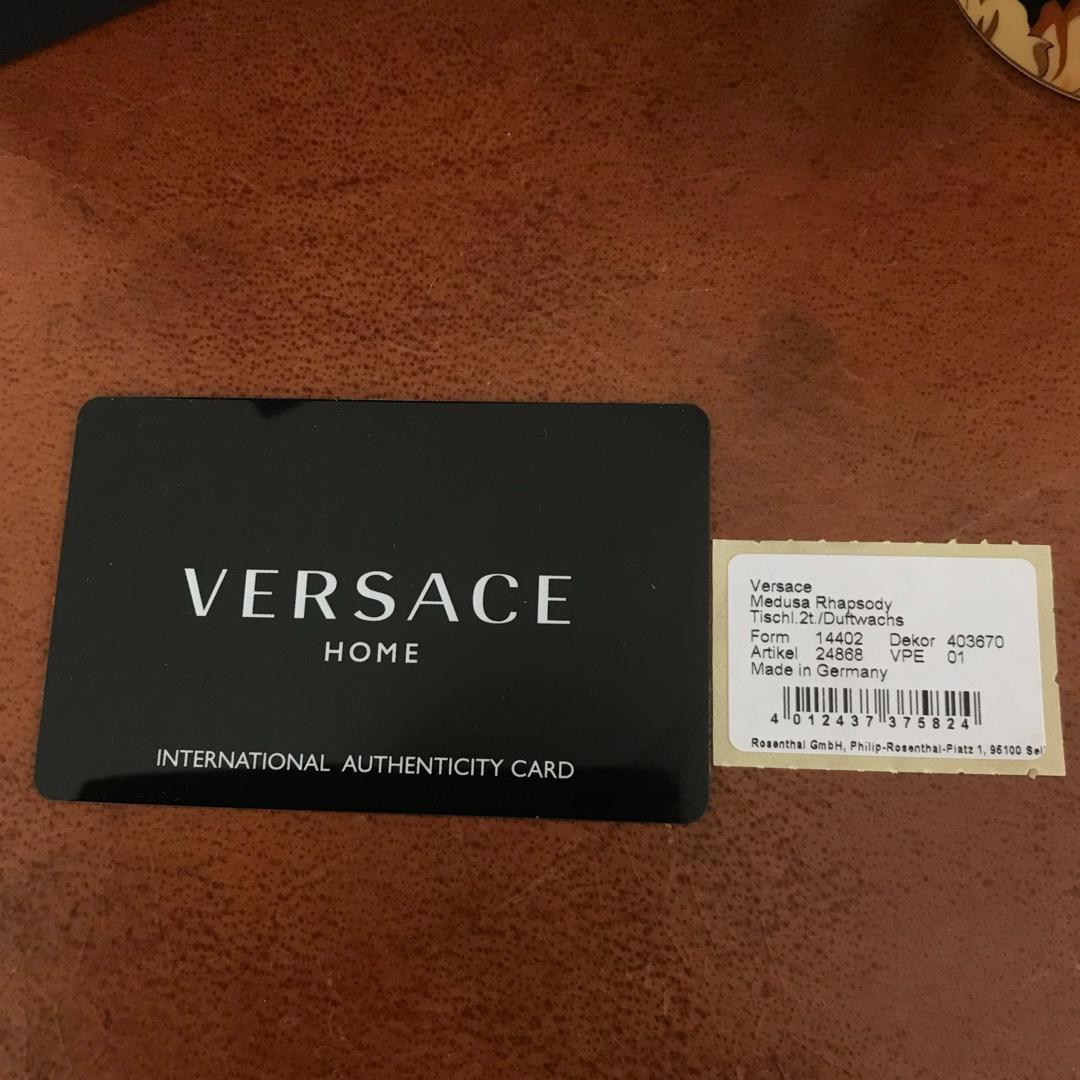 VERSACE
HOME
INTERNATIONAL AUTHENTICITY CARD
Versace
Medusa Rhapsody
Tischl.2t./Duftwachs
Form 14402 Dekor 403670
Artikel 24868 VPE 01
Made in Germany
4 012437 375824
Rosenthal GmbH, Philip-Rosenthal-Platz 1, 95100 Sel